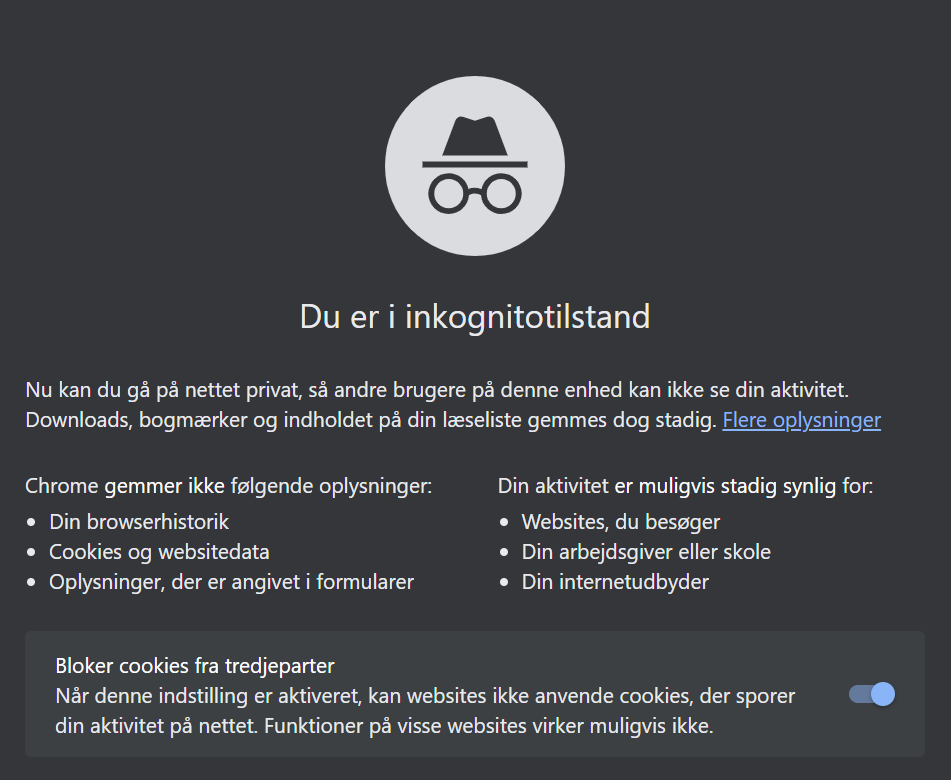 Du er i inkognitotilstand
Nu kan du gå på nettet privat, så andre brugere på denne enhed kan ikke se din aktivitet.
Downloads, bogmærker og indholdet på din læseliste gemmes dog stadig. Flere oplysninger
Chrome gemmer ikke følgende oplysninger:
• Din browserhistorik
• Cookies og websitedata
• Oplysninger, der er angivet i formularer
Din aktivitet er muligvis stadig synlig for:
• Websites, du besøger
• Din arbejdsgiver eller skole
• Din internetudbyder
Bloker cookies fra tredjeparter
Når denne indstilling er aktiveret, kan websites ikke anvende cookies, der sporer
din aktivitet på nettet. Funktioner på visse websites virker muligvis ikke.